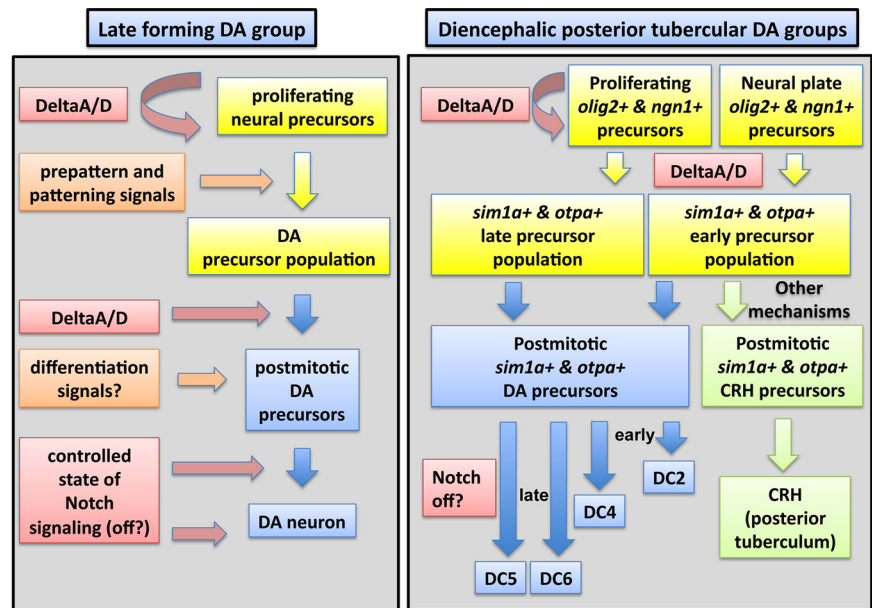 Late forming DA group
DeltaA/D
proliferating
neural precursors
prepattern and
patterning signals
DA
precursor population
DeltaA/D
differentiation
signals?
postmitotic
DA
precursors
controlled
state of
Notch
signaling (off?)
DA neuron
Diencephalic posterior tubercular DA groups
DeltaA/D
Proliferating
olig2+ & ngn1+
precursors
Neural plate
olig2+ & ngn1+
precursors
DeltaA/D
sim1a+ & otpa+
late precursor
population
sim1a+ & otpa+
early precursor
population
Other
mechanisms
Postmitotic
sim1a+ & otpa+
DA precursors
Postmitotic
sim1a+ & otpa+
CRH precursors
early
Notch
off?
late
DC2
DC4
DC5
DC6
CRH
(posterior
tuberculum)